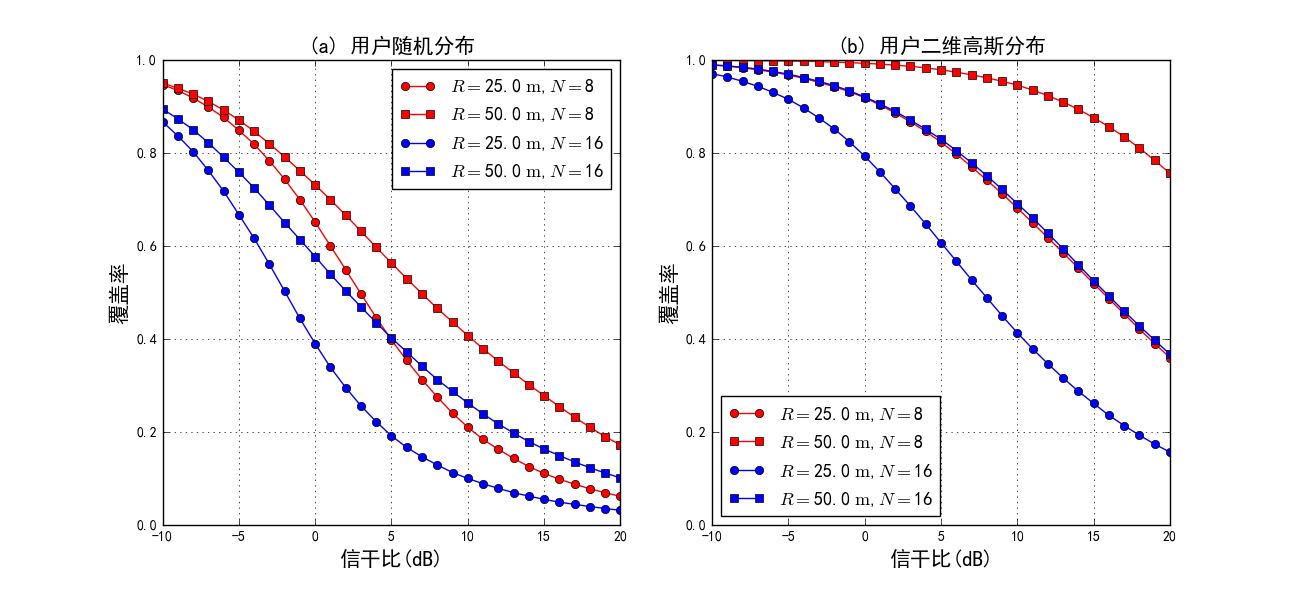 (a) 用户随机分布
1.0
0.8
0.6
0.4
0.2
0.0
覆盖率
R=25.0 m, N=8
R=50.0 m, N=8
R=25.0 m, N=16
R=50.0 m, N=16
−10 −5 0 5 10 15 20
信干比(dB)
(b) 用户二维高斯分布
1.0
0.8
0.6
0.4
0.2
0.0
覆盖率
R=25.0 m, N=8
R=50.0 m, N=8
R=25.0 m, N=16
R=50.0 m, N=16
−10 −5 0 5 10 15 20
信干比(dB)